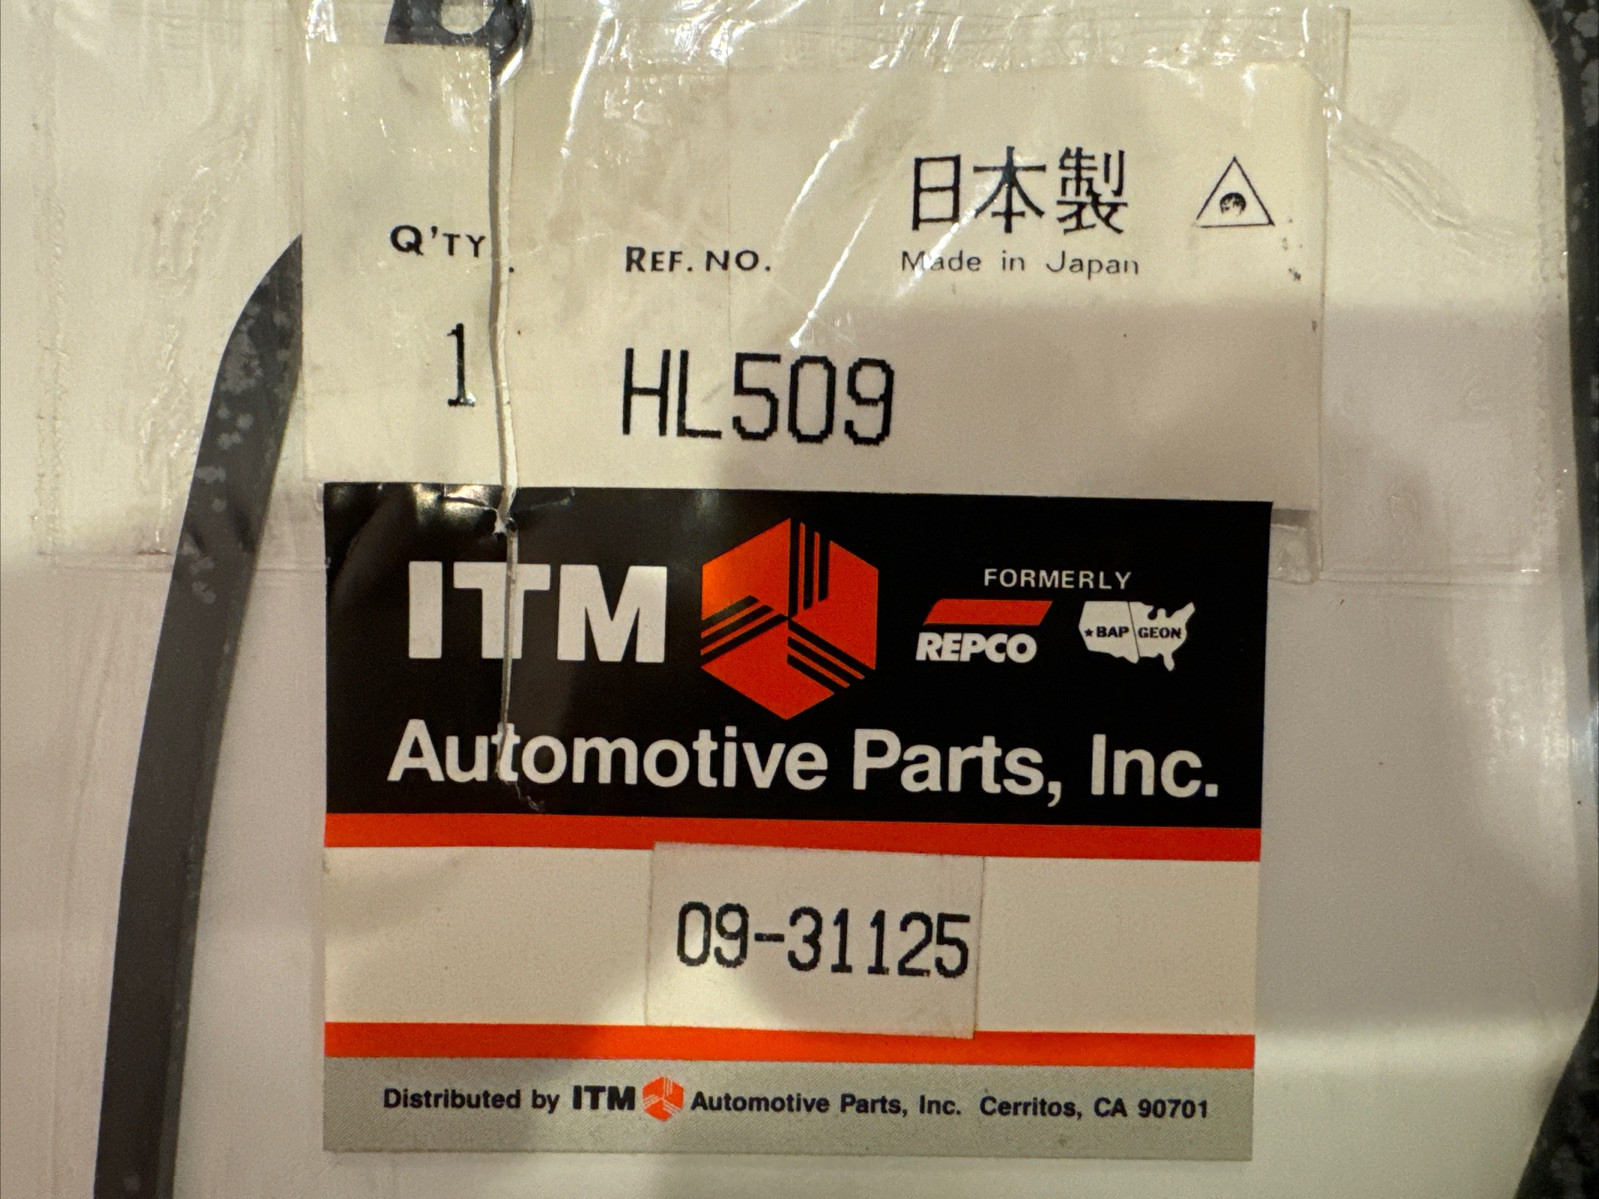 日本製
Q'TY.
REF. NO.
Made in Japan
1
HL509
ITM
FORMERLY
REPCO
★BAP GEON
Automotive Parts, Inc.
09-31125
Distributed by ITM Automotive Parts, Inc. Cerritos, CA 90701